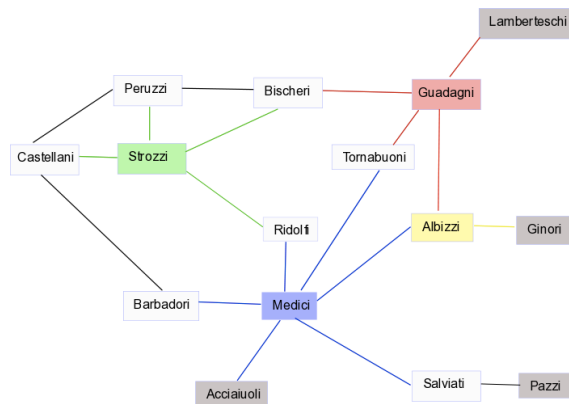 Lamberteschi
Peruzzi
Bischeri
Guadagni
Castellani
Strozzi
Tornabuoni
Ridolfi
Albizzi
Ginori
Barbadori
Medici
Acciaiuoli
Salviati
Pazzi